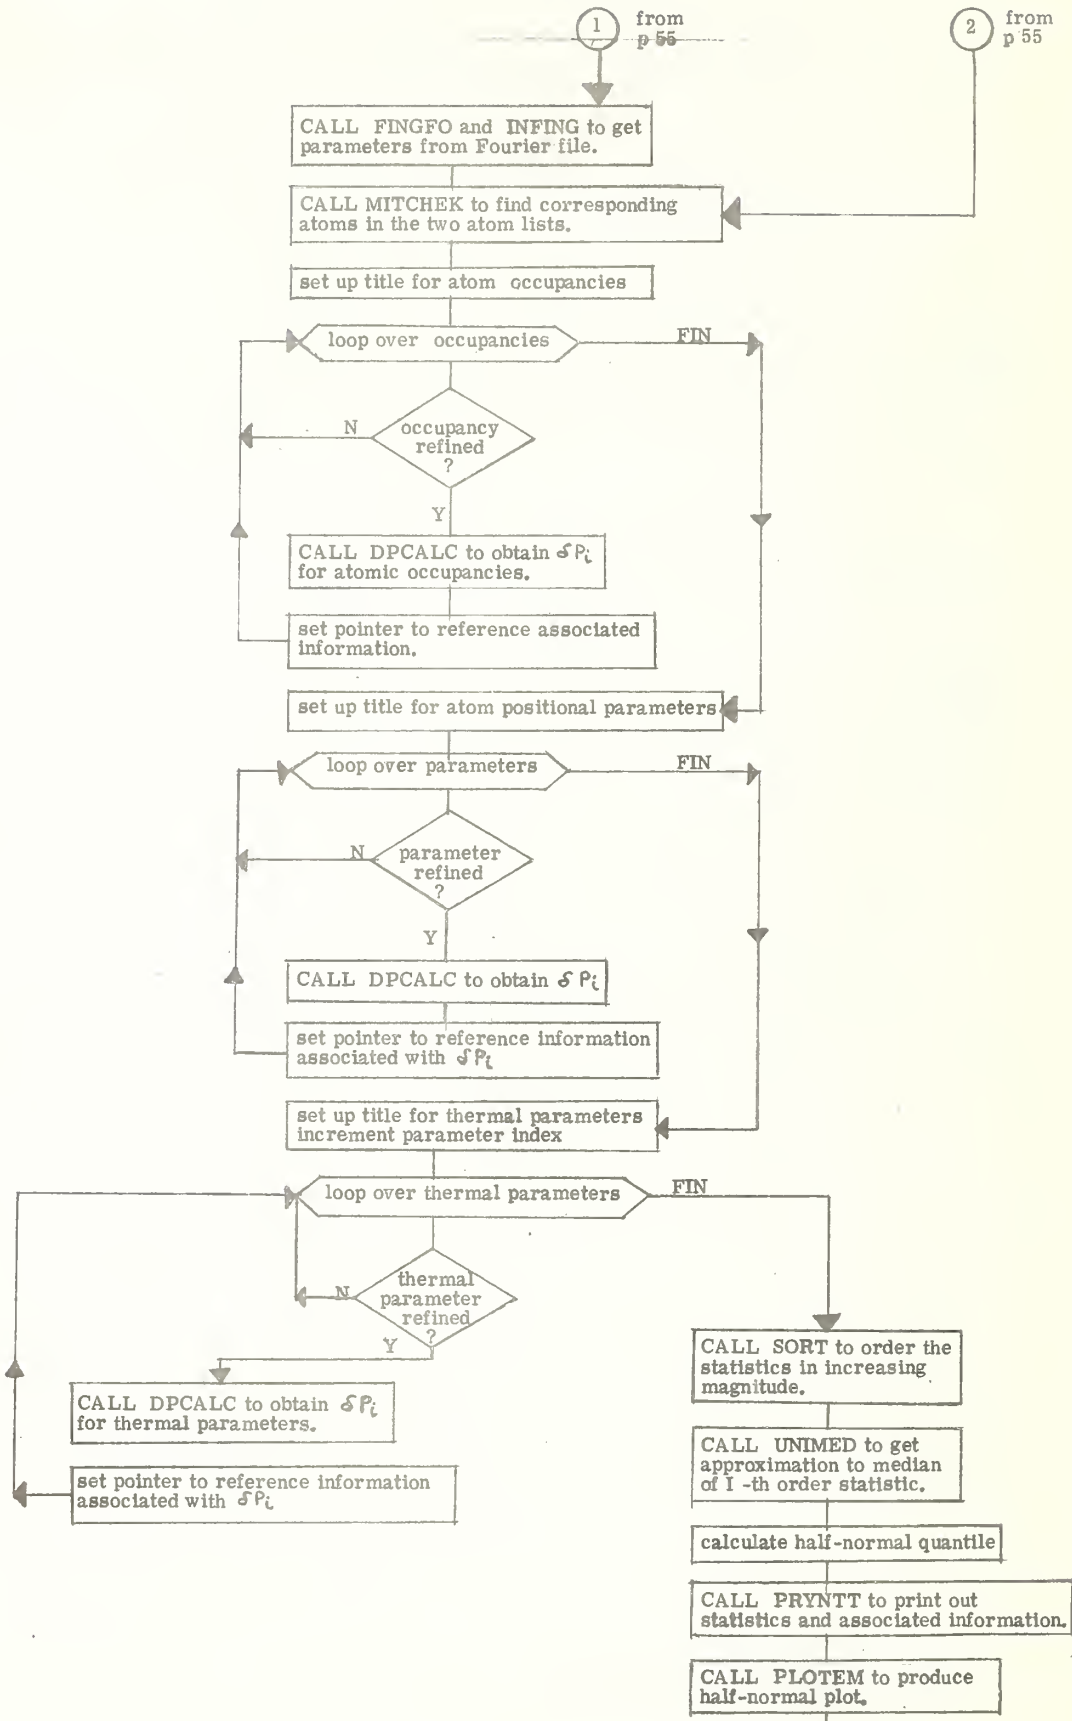 1 from
p 55
2 from
p 55
CALL FINGFO and INFING to get
parameters from Fourier file.
CALL MITCHEK to find corresponding
atoms in the two atom lists.
set up title for atom occupancies
loop over occupancies
FIN
N
occupancy
refined
?
Y
CALL DPCALC to obtain δPi
for atomic occupancies.
set pointer to reference associated
information.
set up title for atom positional parameters
loop over parameters
FIN
N
parameter
refined
?
Y
CALL DPCALC to obtain δPi
set pointer to reference information
associated with δPi
set up title for thermal parameters
increment parameter index
loop over thermal parameters
FIN
N
thermal
parameter
refined
?
Y
CALL DPCALC to obtain δPi
for thermal parameters.
set pointer to reference information
associated with δPi
CALL SORT to order the
statistics in increasing
magnitude.
CALL UNIMED to get
approximation to median
of I -th order statistic.
calculate half-normal quantile
CALL PRYNTT to print out
statistics and associated information.
CALL PLOTEM to produce
half-normal plot.